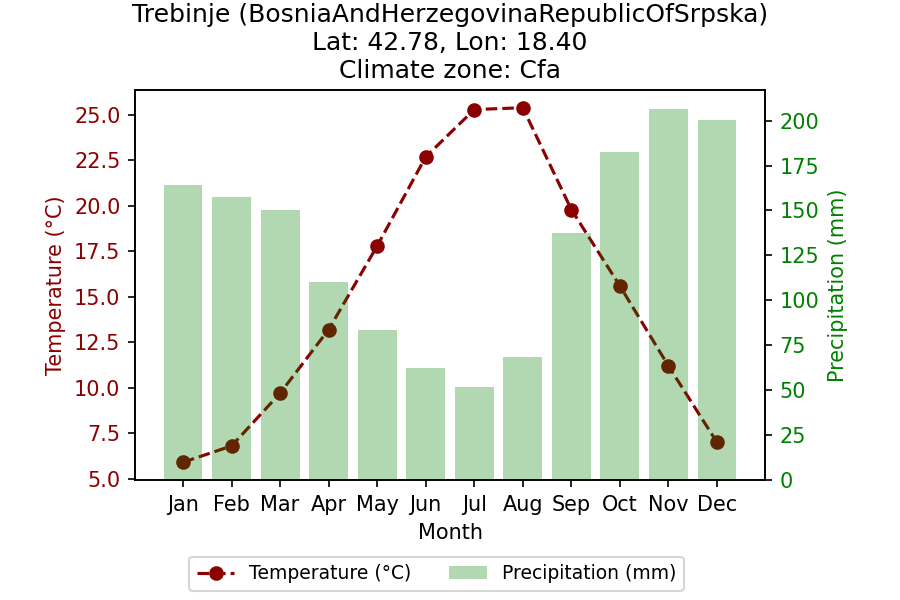 Trebinje (BosniaAndHerzegovinaRepublicOfSrpska)
Lat: 42.78, Lon: 18.40
Climate zone: Cfa
25.0
22.5
20.0
17.5
15.0
12.5
10.0
7.5
5.0
Temperature (°C)
200
175
150
125
100
75
50
25
0
Precipitation (mm)
Jan Feb Mar Apr May Jun Jul Aug Sep Oct Nov Dec
Month
Temperature (°C) Precipitation (mm)